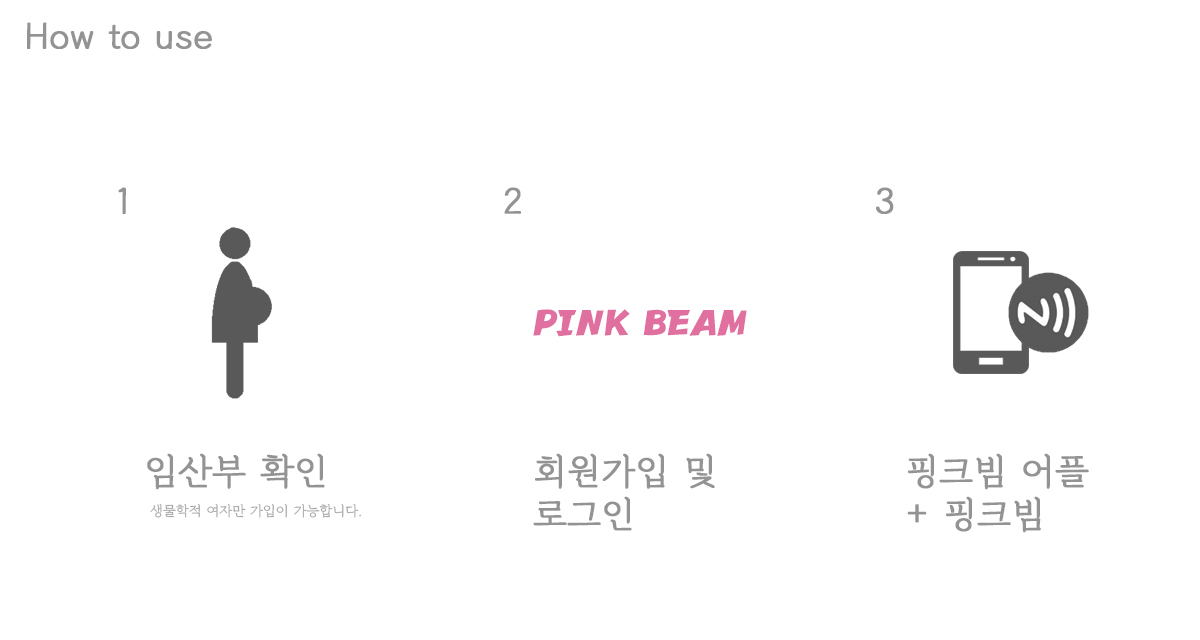 How to use
1
2
3
PINK BEAM
임산부 확인
생물학적 여자만 가입이 가능합니다.
회원가입 및
로그인
핑크빔 어플
+ 핑크빔